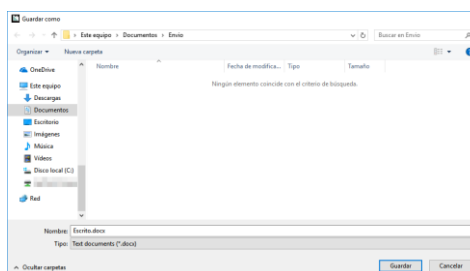 Guardar como
Este equipo › Documentos › Envio
Buscar en Envio
Organizar
Nueva carpeta
Nombre
Fecha de modifica...
Tipo
Tamaño
Ningún elemento coincide con el criterio de búsqueda.
OneDrive
Este equipo
Descargas
Documentos
Escritorio
Imágenes
Música
Vídeos
Disco local (C:)
Red
Nombre: Escrito.docx
Tipo: Text documents (*.docx)
Ocultar carpetas
Guardar
Cancelar